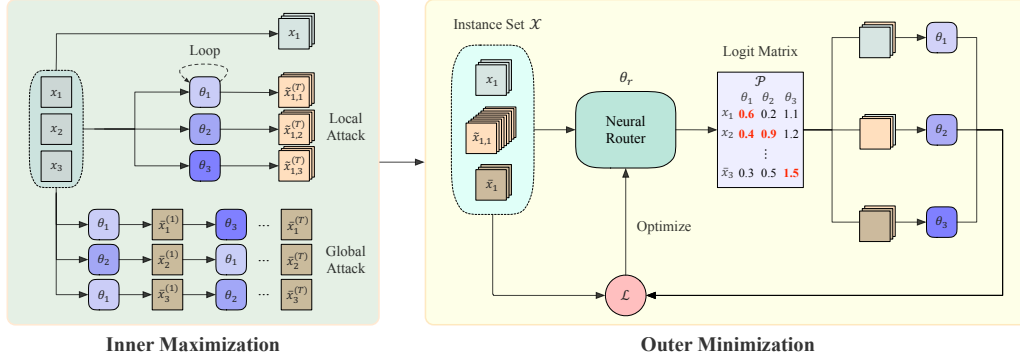 x₁
Loop
x₁
x₂
x₃
θ₁
θ₂
θ₃
x̃₁,₁^(T)
x̃₁,₂^(T)
x̃₁,₃^(T)
Local
Attack
θ₁ x̄₁^(1) θ₃ ... x̄₁^(T)
θ₂ x̄₂^(1) θ₁ ... x̄₂^(T)
θ₁ x̄₃^(1) θ₂ ... x̄₃^(T)
Global
Attack
Inner Maximization
Instance Set 𝒳
x₁
x̃₁,₁
x̄₁
θᵣ
Neural
Router
Optimize
ℒ
Logit Matrix
𝒫
θ₁ θ₂ θ₃
x₁ 0.6 0.2 1.1
x₂ 0.4 0.9 1.2
⋮
x̄₃ 0.3 0.5 1.5
θ₁
θ₂
θ₃
Outer Minimization